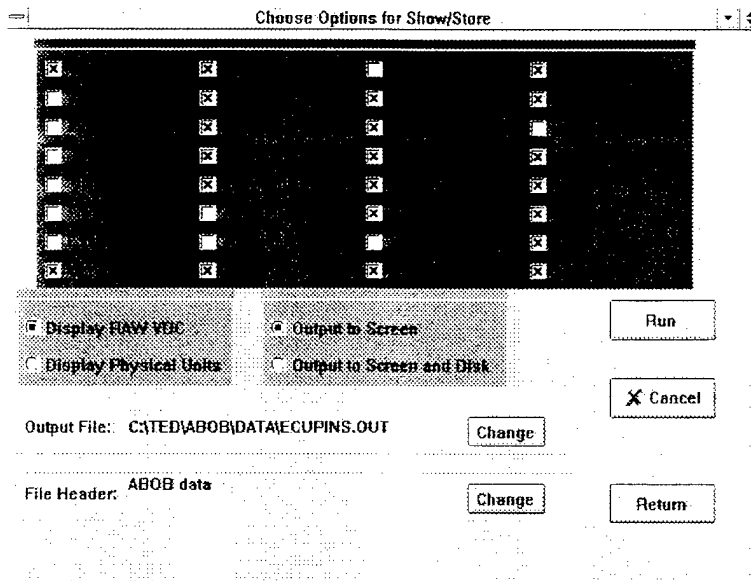 Choose Options for Show/Store
Display RAW VDC
Display Physical Units
Output to Screen
Output to Screen and Disk
Run
Cancel
Output File: C:\TED\ABOB\DATA\ECUPINS.OUT
Change
File Header: ABOB data
Change
Return